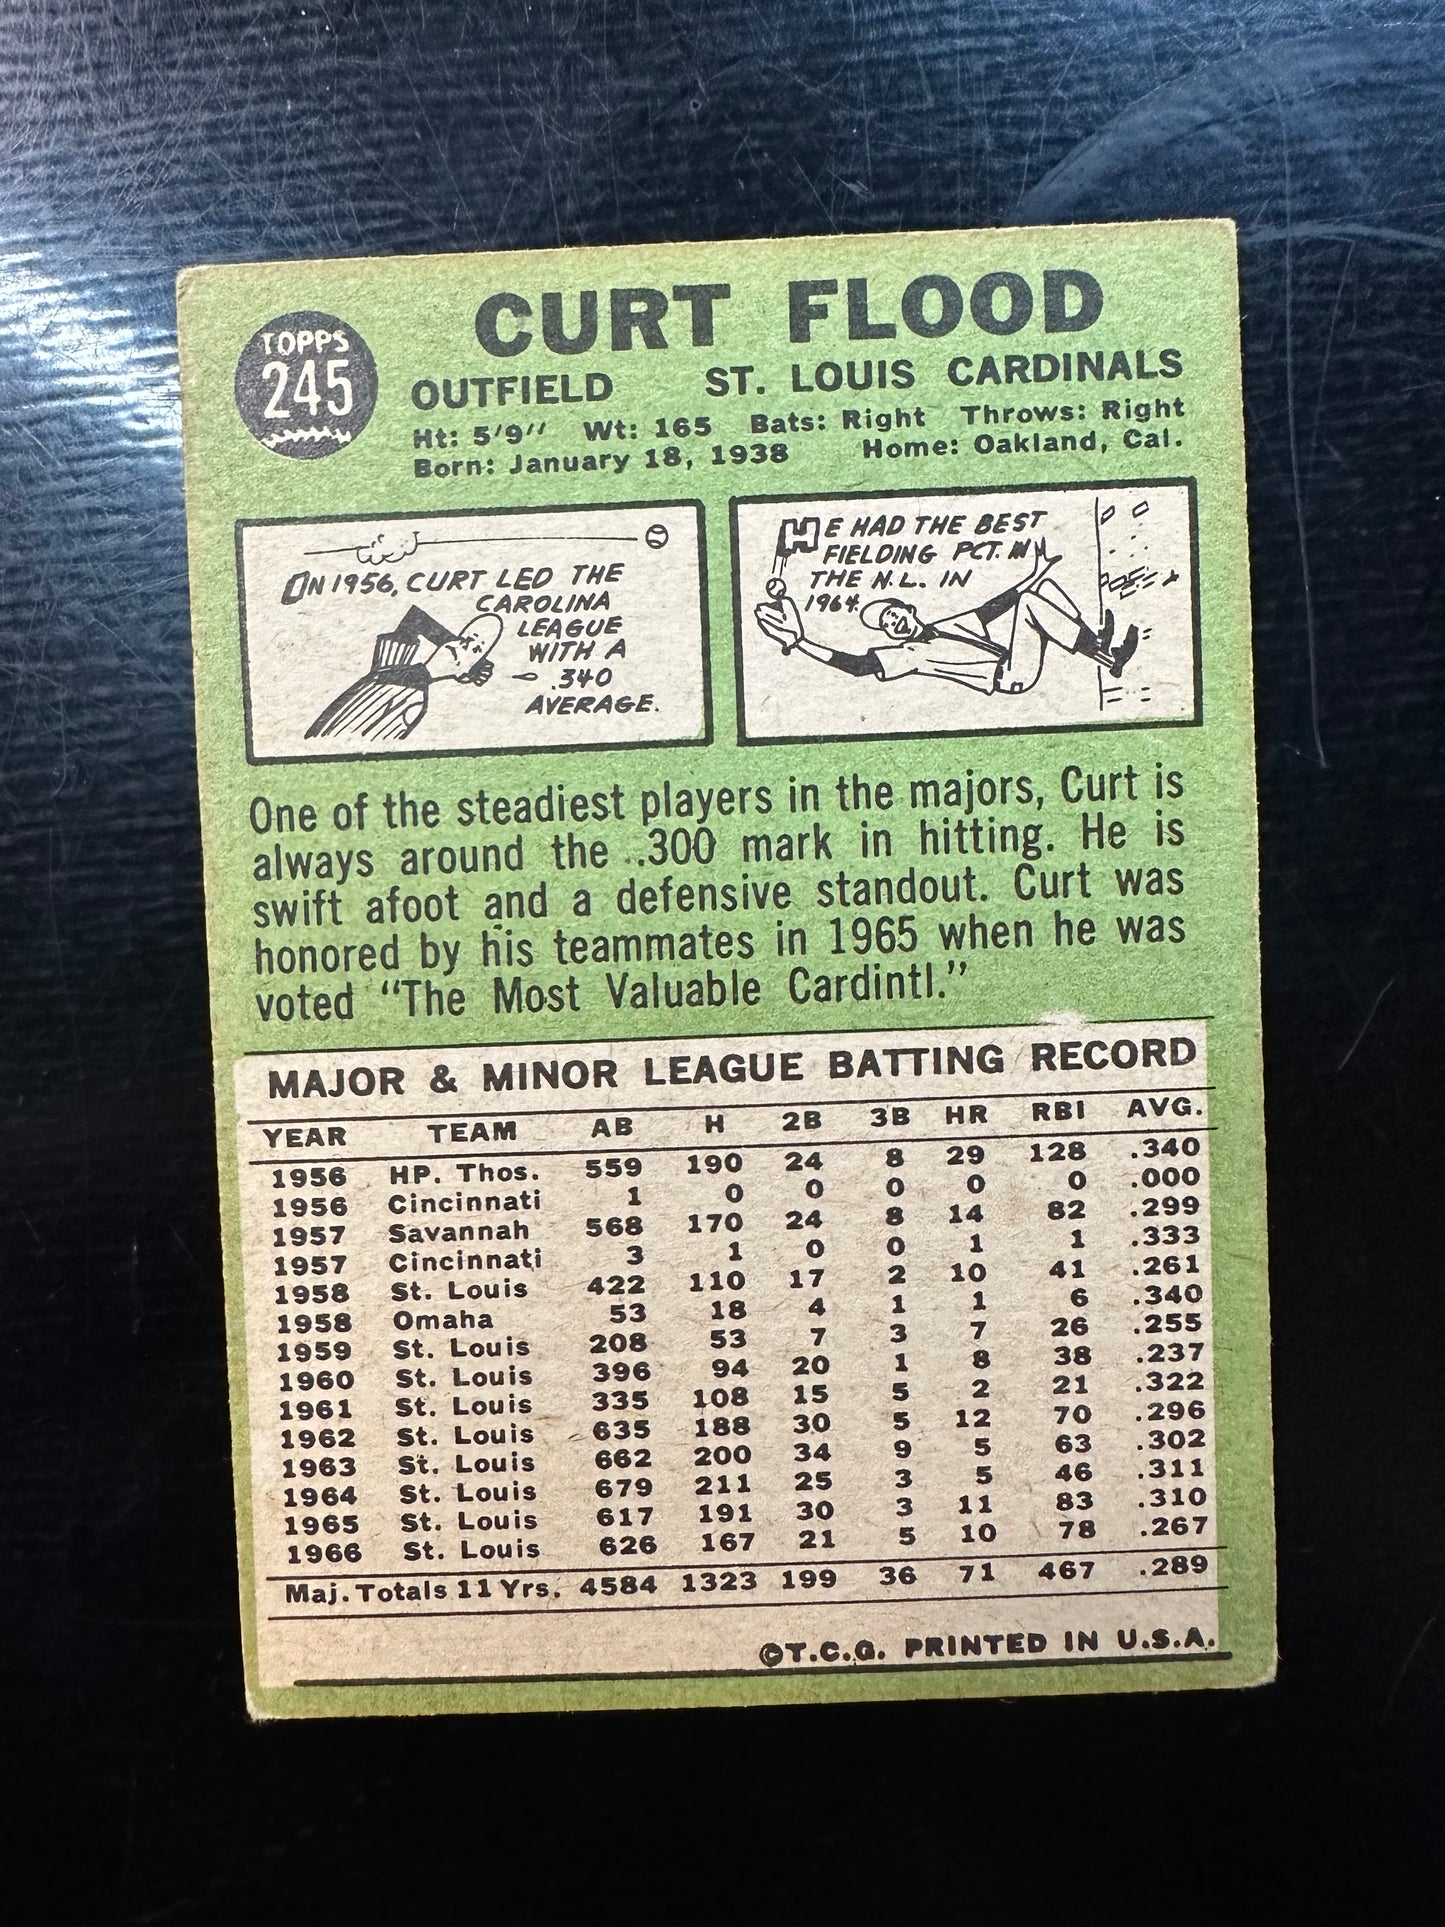 TOPPS
245
CURT FLOOD
OUTFIELD ST. LOUIS CARDINALS
Ht: 5'9" Wt: 165 Bats: Right Throws: Right
Born: January 18, 1938 Home: Oakland, Cal.
IN 1956, CURT LED THE
CAROLINA
LEAGUE
WITH A
.340
AVERAGE.
HE HAD THE BEST
FIELDING PCT. IN
THE N.L. IN
1964.
One of the steadiest players in the majors, Curt is
always around the ..300 mark in hitting. He is
swift afoot and a defensive standout. Curt was
honored by his teammates in 1965 when he was
voted "The Most Valuable Cardintl."
MAJOR & MINOR LEAGUE BATTING RECORD
YEAR TEAM AB H 2B 3B HR RBI AVG.
1956 HP. Thos. 559 190 24 8 29 128 .340
1956 Cincinnati 1 0 0 0 0 0 .000
1957 Savannah 568 170 24 8 14 82 .299
1957 Cincinnati 3 1 0 0 1 1 .333
1958 St. Louis 422 110 17 2 10 41 .261
1958 Omaha 53 18 4 1 1 6 .340
1959 St. Louis 208 53 7 3 7 26 .255
1960 St. Louis 396 94 20 1 8 38 .237
1961 St. Louis 335 108 15 5 2 21 .322
1962 St. Louis 635 188 30 5 12 70 .296
1963 St. Louis 662 200 34 9 5 63 .302
1964 St. Louis 679 211 25 3 5 46 .311
1965 St. Louis 617 191 30 3 11 83 .310
1966 St. Louis 626 167 21 5 10 78 .267
Maj. Totals 11 Yrs. 4584 1323 199 36 71 467 .289
©T.C.G. PRINTED IN U.S.A.